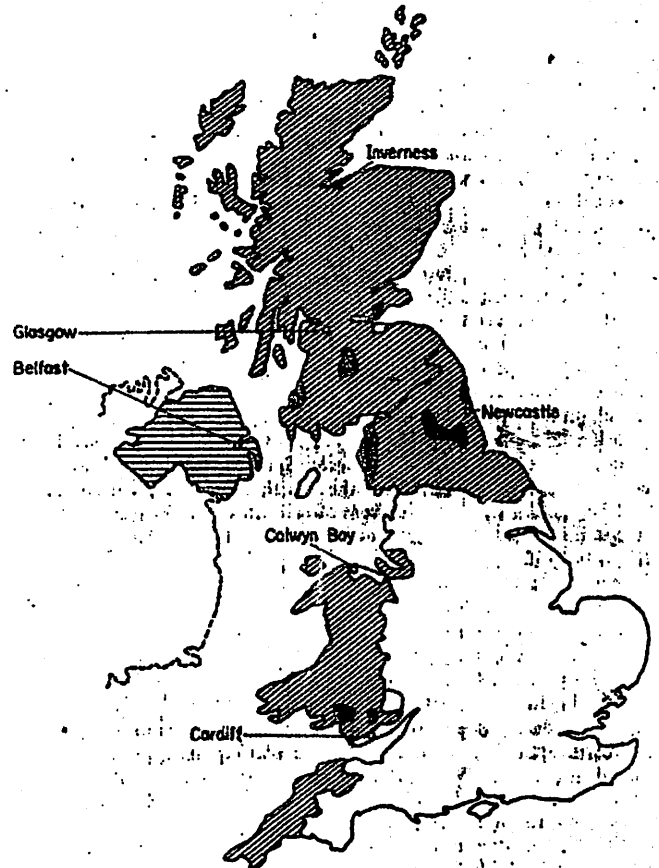 Inverness
Glasgow
Belfast
Newcastle
Colwyn Bay
Cardiff